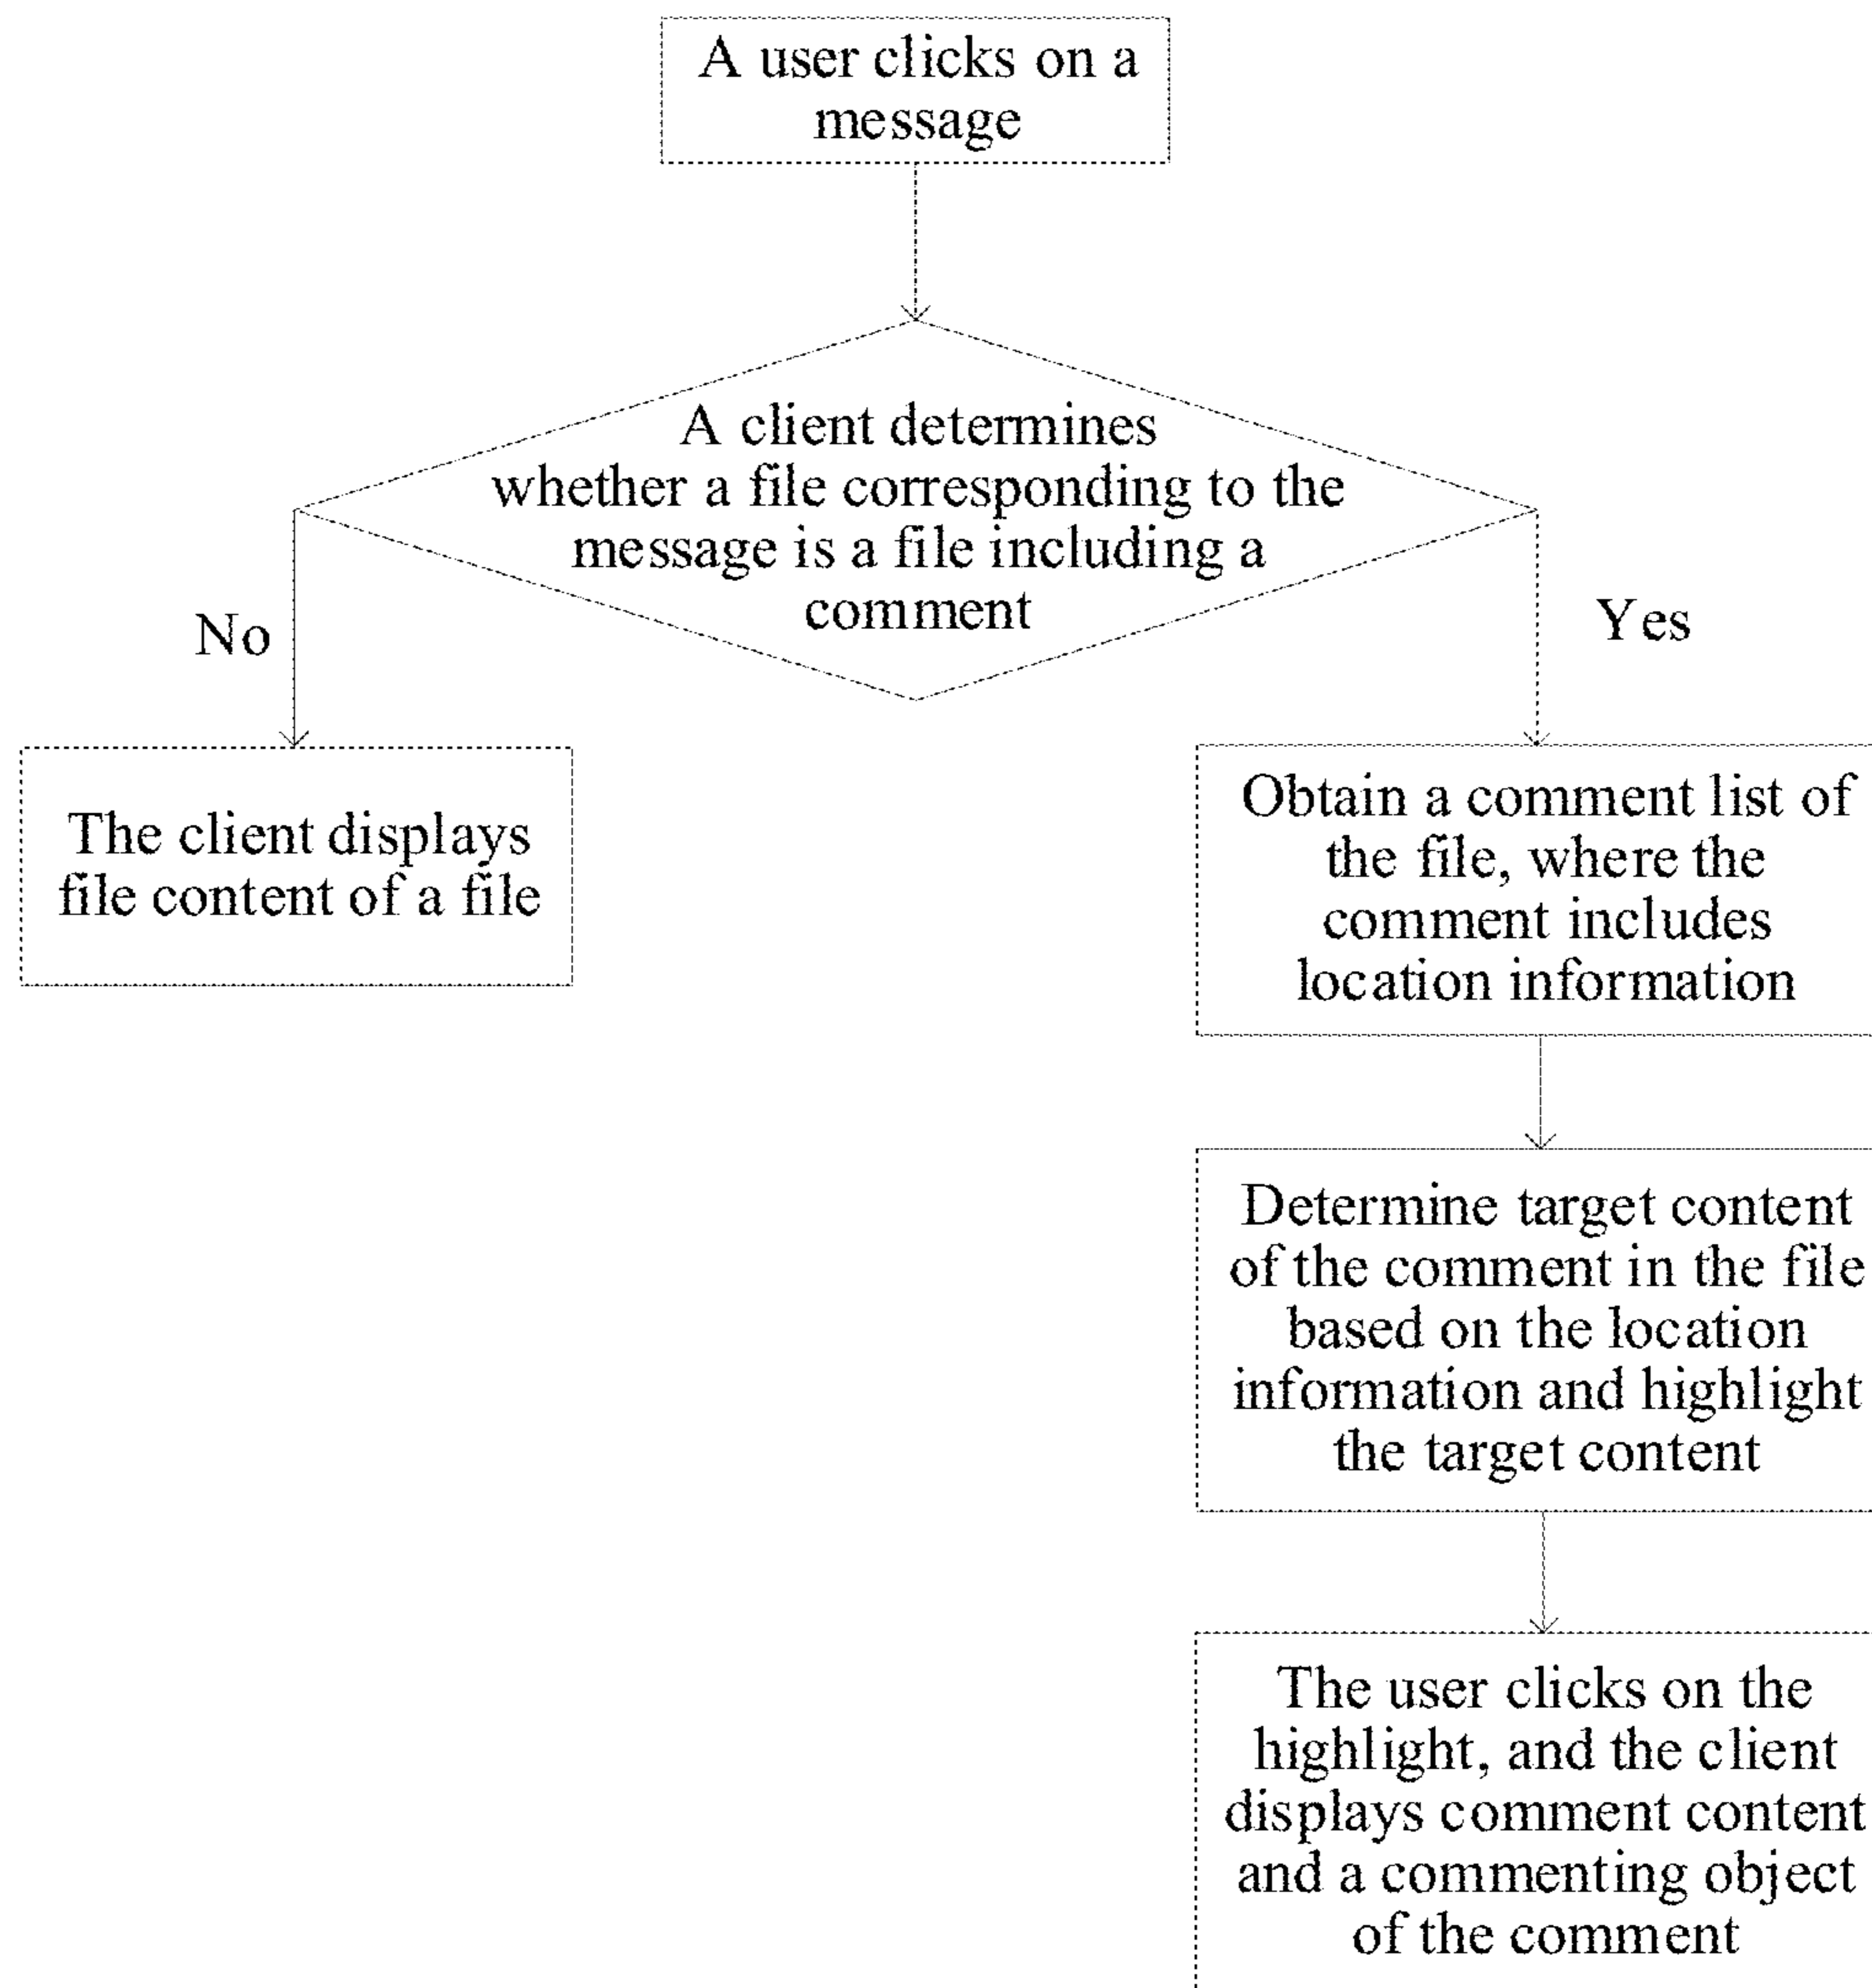 A user clicks on a
message
A client determines
whether a file corresponding to the
message is a file including a
comment
No
Yes
The client displays
file content of a file
Obtain a comment list of
the file, where the
comment includes
location information
Determine target content
of the comment in the file
based on the location
information and highlight
the target content
The user clicks on the
highlight, and the client
displays comment content
and a commenting object
of the comment